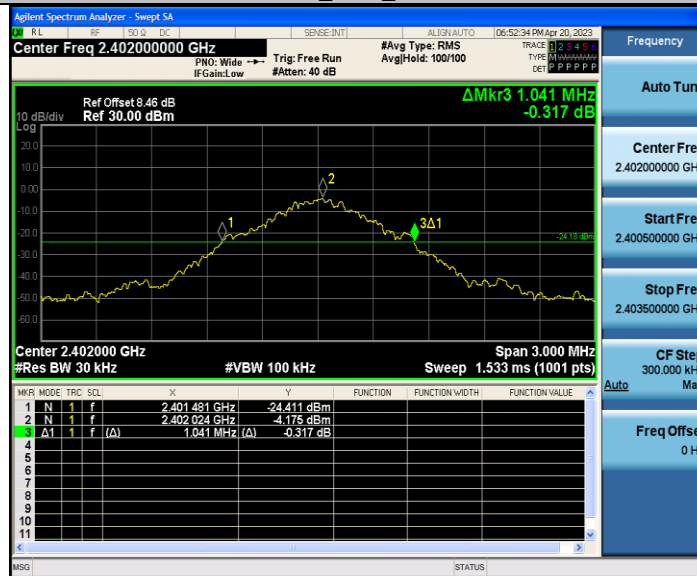 Agilent Spectrum Analyzer - Swept SA
RL RF 50 Ω DC SENSE:INT ALIGN AUTO 06:52:34 PM Apr 20, 2023
Center Freq 2.402000000 GHz
PNO: Wide
IFGain:Low
Trig: Free Run
#Atten: 40 dB
#Avg Type: RMS
Avg|Hold: 100/100
TRACE 1 2 3 4 5 6
TYPE M
DET P P P P P P
Ref Offset 8.46 dB
10 dB/div Ref 30.00 dBm
Log
ΔMkr3 1.041 MHz
-0.317 dB
20.0
10.0
0.00
-10.0
-20.0
-30.0
-40.0
-50.0
-60.0
1
2
3Δ1
-24.18 dBm
Center 2.402000 GHz Span 3.000 MHz
#Res BW 30 kHz #VBW 100 kHz Sweep 1.533 ms (1001 pts)
MKR MODE TRC SCL X Y FUNCTION FUNCTION WIDTH FUNCTION VALUE
1 N 1 f 2.401 481 GHz -24.411 dBm
2 N 1 f 2.402 024 GHz -4.175 dBm
3 Δ1 1 f (Δ) 1.041 MHz (Δ) -0.317 dB
4
5
6
7
8
9
10
11
MSG STATUS
Frequency
Auto Tun
Center Fre
2.402000000 GH
Start Fre
2.400500000 GH
Stop Fre
2.403500000 GH
CF Ste
300.000 kH
Auto Ma
Freq Offse
0 H